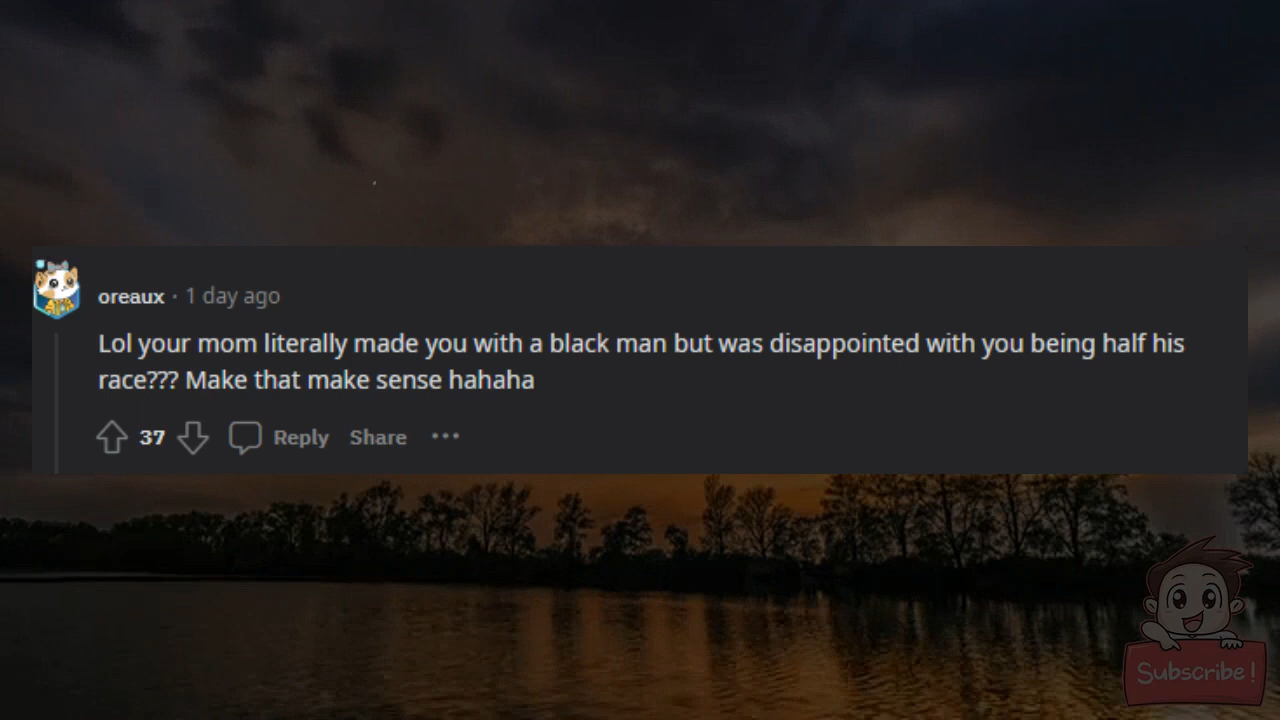 oreaux · 1 day ago
Lol your mom literally made you with a black man but was disappointed with you being half his
race??? Make that make sense hahaha
37 Reply Share ···
Subscribe!